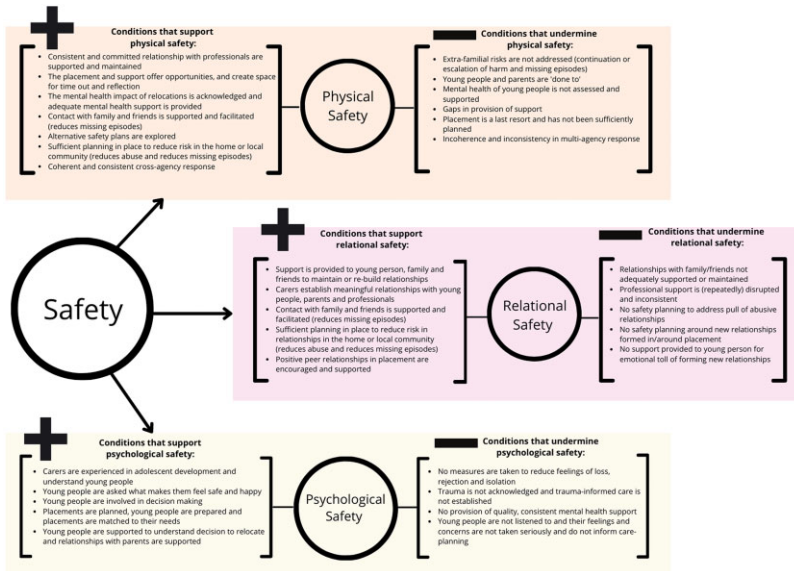 Conditions that support
physical safety:
• Consistent and committed relationship with professionals are
supported and maintained
• The placement and support offer opportunities, and create space
for time out and reflection
• The mental health impact of relocations is acknowledged and
adequate mental health support is provided
• Contact with family and friends is supported and facilitated
(reduces missing episodes)
• Alternative safety plans are explored
• Sufficient planning in place to reduce risk in the home or local
community (reduces abuse and reduces missing episodes)
• Coherent and consistent cross-agency response
Physical
Safety
Conditions that undermine
physical safety:
• Extra-familial risks are not addressed (continuation or
escalation of harm and missing episodes)
• Young people and parents are 'done to'
• Mental health of young people is not assessed and
supported
• Gaps in provision of support
• Placement is a last resort and has not been sufficiently
planned
• Incoherence and inconsistency in multi-agency response
Safety
Conditions that support
relational safety:
• Support is provided to young person, family and
friends to maintain or re-build relationships
• Carers establish meaningful relationships with young
people, parents and professionals
• Contact with family and friends is supported and
facilitated (reduces missing episodes)
• Sufficient planning in place to reduce risk in
relationships in the home or local community
(reduces abuse and reduces missing episodes)
• Positive peer relationships in placement are
encouraged and supported
Relational
Safety
Conditions that undermine
relational safety:
• Relationships with family/friends not
adequately supported or maintained
• Professional support is (repeatedly) disrupted
and inconsistent
• No safety planning to address pull of abusive
relationships
• No safety planning around new relationships
formed in/around placement
• No support provided to young person for
emotional toll of forming new relationships
Conditions that support
psychological safety:
• Carers are experienced in adolescent development and
understand young people
• Young people are asked what makes them feel safe and happy
• Young people are involved in decision making
• Placements are planned, young people are prepared and
placements are matched to their needs
• Young people are supported to understand decision to relocate
and relationships with parents are supported
Psychological
Safety
Conditions that undermine
psychological safety:
• No measures are taken to reduce feelings of loss,
rejection and isolation
• Trauma is not acknowledged and trauma-informed care is
not established
• No provision of quality, consistent mental health support
• Young people are not listened to and their feelings and
concerns are not taken seriously and do not inform care-
planning